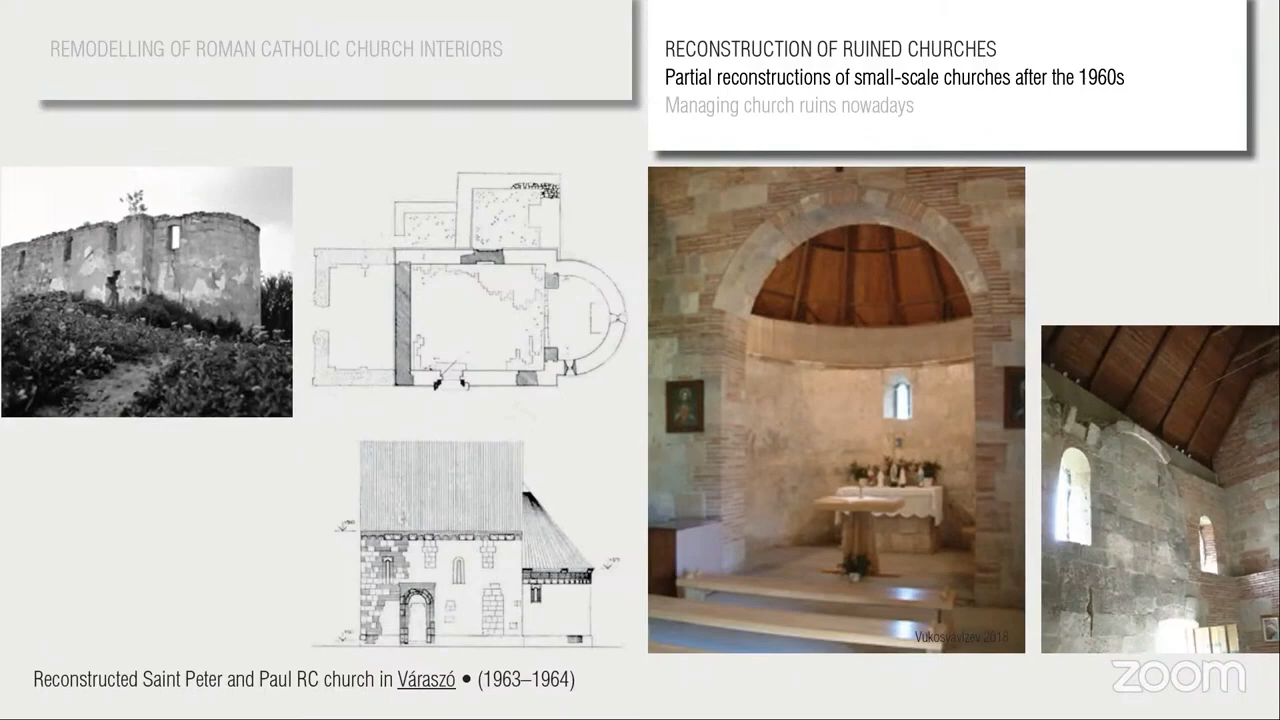 REMODELLING OF ROMAN CATHOLIC CHURCH INTERIORS
RECONSTRUCTION OF RUINED CHURCHES
Partial reconstructions of small-scale churches after the 1960s
Managing church ruins nowadays
Vukosvavlzev,2018
Reconstructed Saint Peter and Paul RC church in Váraszó • (1963–1964)
zoom